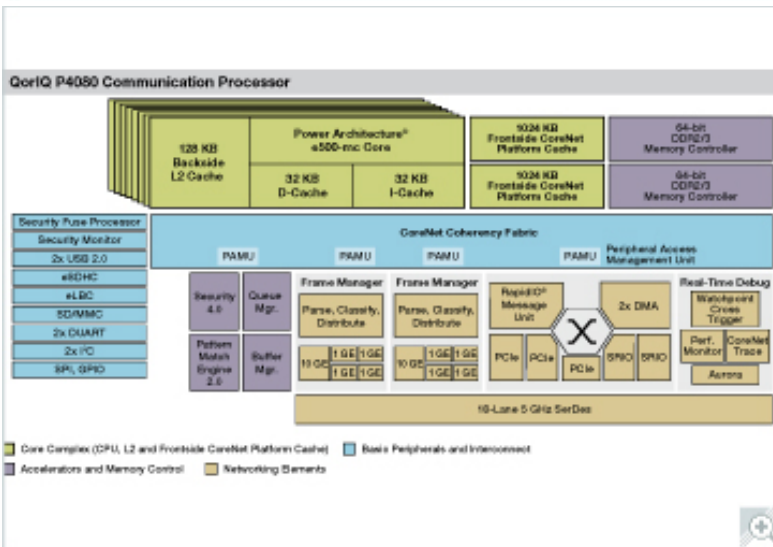 QorIQ P4080 Communication Processor
128 KB
Backside
L2 Cache
Power Architecture®
e500-mc Core
32 KB
D-Cache
32 KB
I-Cache
1024 KB
Frontside CoreNet
Platform Cache
1024 KB
Frontside CoreNet
Platform Cache
64-bit
DDR2/3
Memory Controller
64-bit
DDR2/3
Memory Controller
Security Fuse Processor
Security Monitor
2x USB 2.0
eSDHC
eLBC
SD/MMC
2x DUART
2x I²C
SPI, GPIO
CoreNet Coherency Fabric
PAMU
PAMU
PAMU
PAMU
Peripheral Access
Management Unit
Security
4.0
Queue
Mgr.
Pattern
Match
Engine
2.0
Buffer
Mgr.
Frame Manager
Parse, Classify,
Distribute
10 GE
1 GE
1 GE
1 GE
1 GE
Frame Manager
Parse, Classify,
Distribute
10 GE
1 GE
1 GE
1 GE
1 GE
RapidIO®
Message
Unit
2x DMA
PCIe
PCIe
PCIe
SRIO
SRIO
Real-Time Debug
Watchpoint
Cross
Trigger
Perf.
Monitor
CoreNet
Trace
Aurora
18-Lane 5 GHz SerDes
Core Complex (CPU, L2 and Frontside CoreNet Platform Cache)
Basic Peripherals and Interconnect
Accelerators and Memory Control
Networking Elements